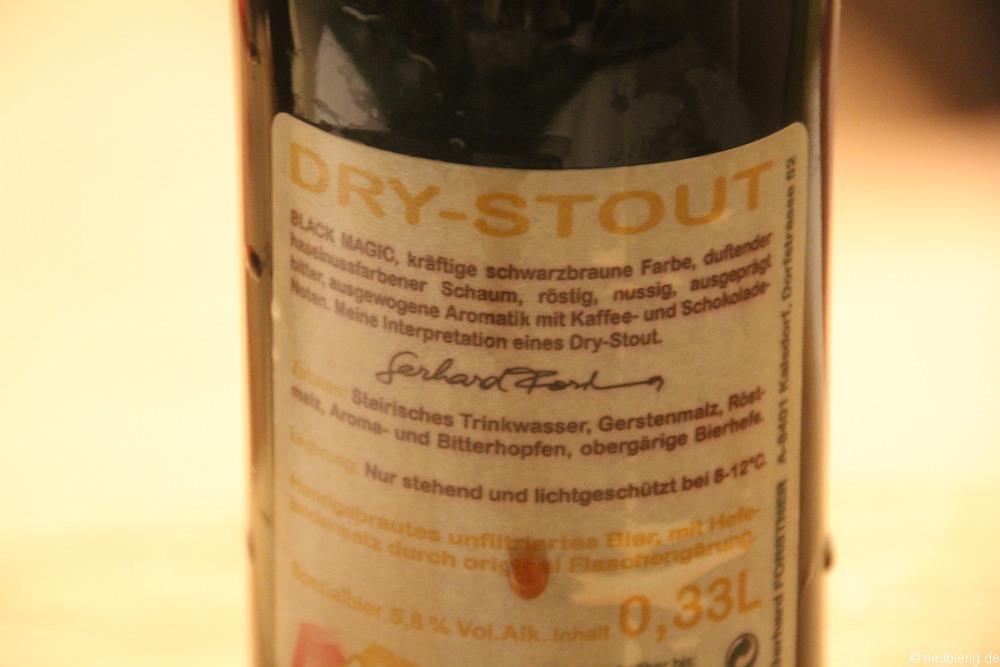 DRY-STOUT
BLACK MAGIC, kräftige schwarzbraune Farbe, duftender
haselnussfarbener Schaum, röstig, nussig, ausgeprägt
bitter, ausgewogene Aromatik mit Kaffee- und Schokolade-
Noten. Meine Interpretation eines Dry-Stout.
Gerhard Forstner
Zutaten: Steirisches Trinkwasser, Gerstenmalz, Röst-
malz, Aroma- und Bitterhopfen, obergärige Bierhefe.
Lagerung: Nur stehend und lichtgeschützt bei 8-12°C.
Handgebrautes unfiltriertes Bier, mit Hefe-
bodensatz durch original Flaschengärung.
Spezialbier 5,8 % Vol.Alk. Inhalt 0,33L
Gerhard FORSTNER A-8401 Kalsdorf, Dorfstrasse 52
© neubierig.de